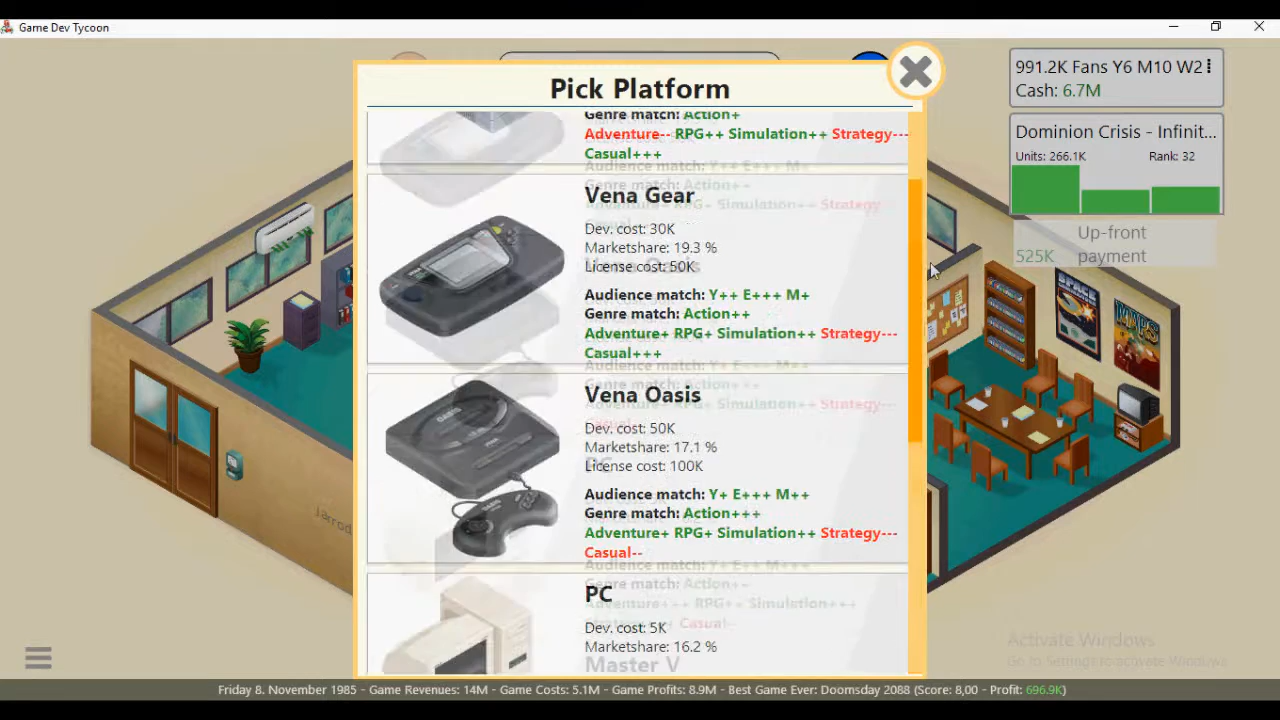 Game Dev Tycoon
Pick Platform
991.2K Fans Y6 M10 W2
Cash: 6.7M
Genre match: Action+
Adventure-- RPG++ Simulation++ Strategy---
Casual+++
Dominion Crisis - Infinit...
Units: 266.1K Rank: 32
Up-front
525K payment
Vena Gear
Dev. cost: 30K
Marketshare: 19.3 %
License cost: 50K
Audience match: Y++ E+++ M+
Genre match: Action++
Adventure+ RPG+ Simulation++ Strategy---
Casual+++
SPACE
MAPS
Vena Oasis
Dev. cost: 50K
Marketshare: 17.1 %
License cost: 100K
Audience match: Y+ E+++ M++
Genre match: Action+++
Adventure+ RPG+ Simulation++ Strategy---
Casual--
Jarrod
PC
Dev. cost: 5K
Marketshare: 16.2 %
Master V
Activate Windows
Go to Settings to activate Windows.
Friday 8. November 1985 - Game Revenues: 14M - Game Costs: 5.1M - Game Profits: 8.9M - Best Game Ever: Doomsday 2088 (Score: 8,00 - Profit: 696.9K)